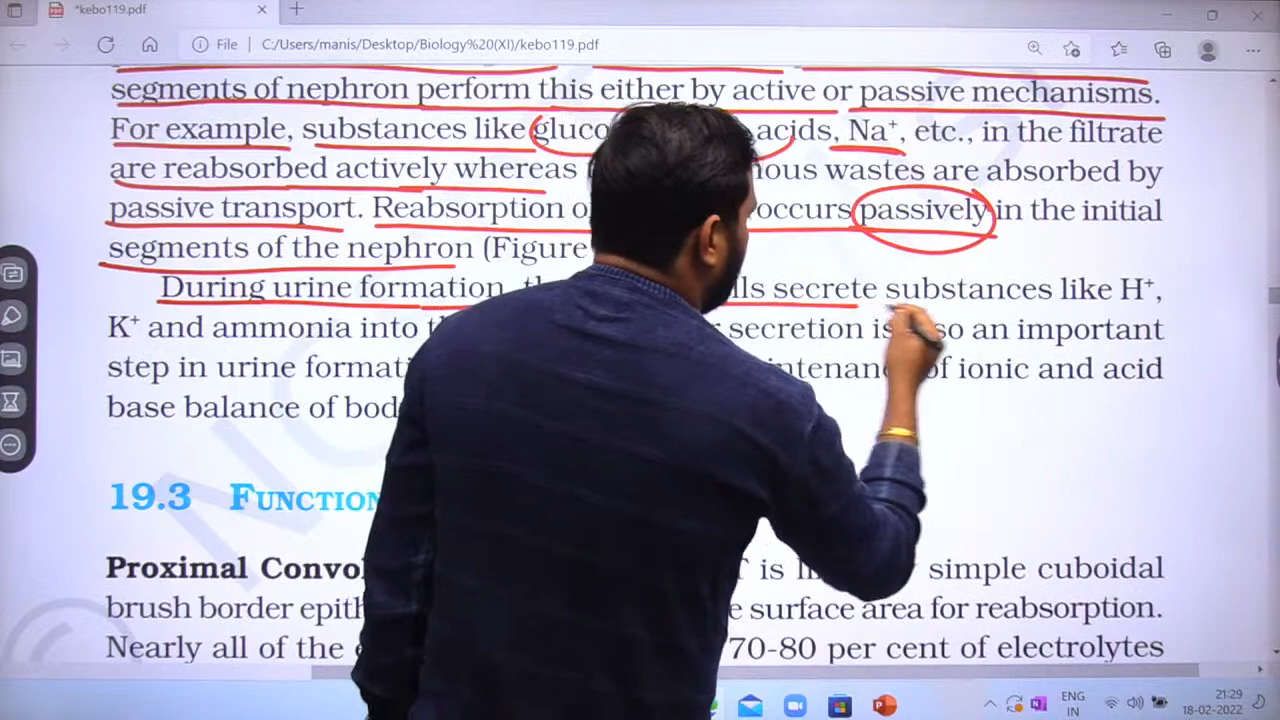 *kebo119.pdf
File | C:/Users/manis/Desktop/Biology%20(XI)/kebo119.pdf
segments of nephron perform this either by active or passive mechanisms.
For example, substances like gluco acids, Na⁺, etc., in the filtrate
are reabsorbed actively whereas nous wastes are absorbed by
passive transport. Reabsorption o occurs passively in the initial
segments of the nephron (Figure
During urine formation, lls secrete substances like H⁺,
K⁺ and ammonia into secretion is so an important
step in urine formati ntenanc of ionic and acid
base balance of bod
19.3 FUNCTION
Proximal Convol T is simple cuboidal
brush border epith e surface area for reabsorption.
Nearly all of the 70-80 per cent of electrolytes
ENG
IN
21:29
18-02-2022